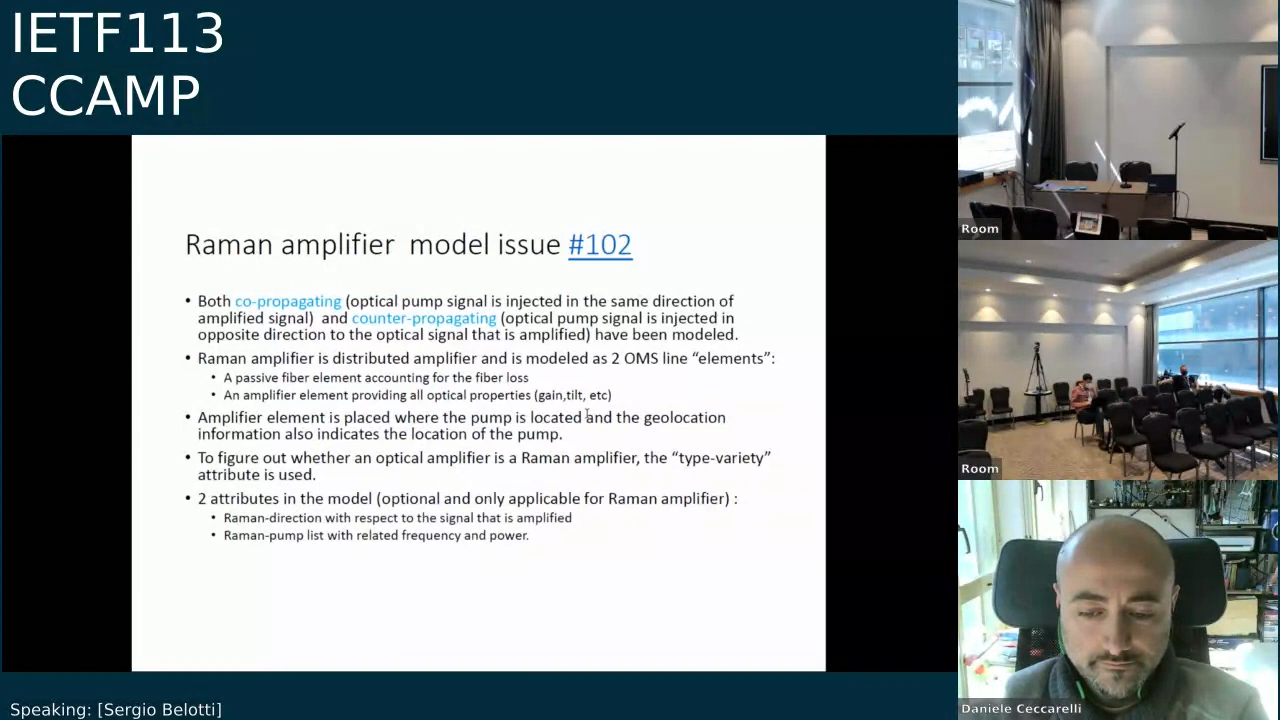 IETF113
CCAMP
Raman amplifier model issue #102
• Both co-propagating (optical pump signal is injected in the same direction of
amplified signal) and counter-propagating (optical pump signal is injected in
opposite direction to the optical signal that is amplified) have been modeled.
• Raman amplifier is distributed amplifier and is modeled as 2 OMS line “elements”:
• A passive fiber element accounting for the fiber loss
• An amplifier element providing all optical properties (gain,tilt, etc)
• Amplifier element is placed where the pump is located and the geolocation
information also indicates the location of the pump.
• To figure out whether an optical amplifier is a Raman amplifier, the “type-variety”
attribute is used.
• 2 attributes in the model (optional and only applicable for Raman amplifier) :
• Raman-direction with respect to the signal that is amplified
• Raman-pump list with related frequency and power.
Speaking: [Sergio Belotti]
Room
Room
Daniele Ceccarelli